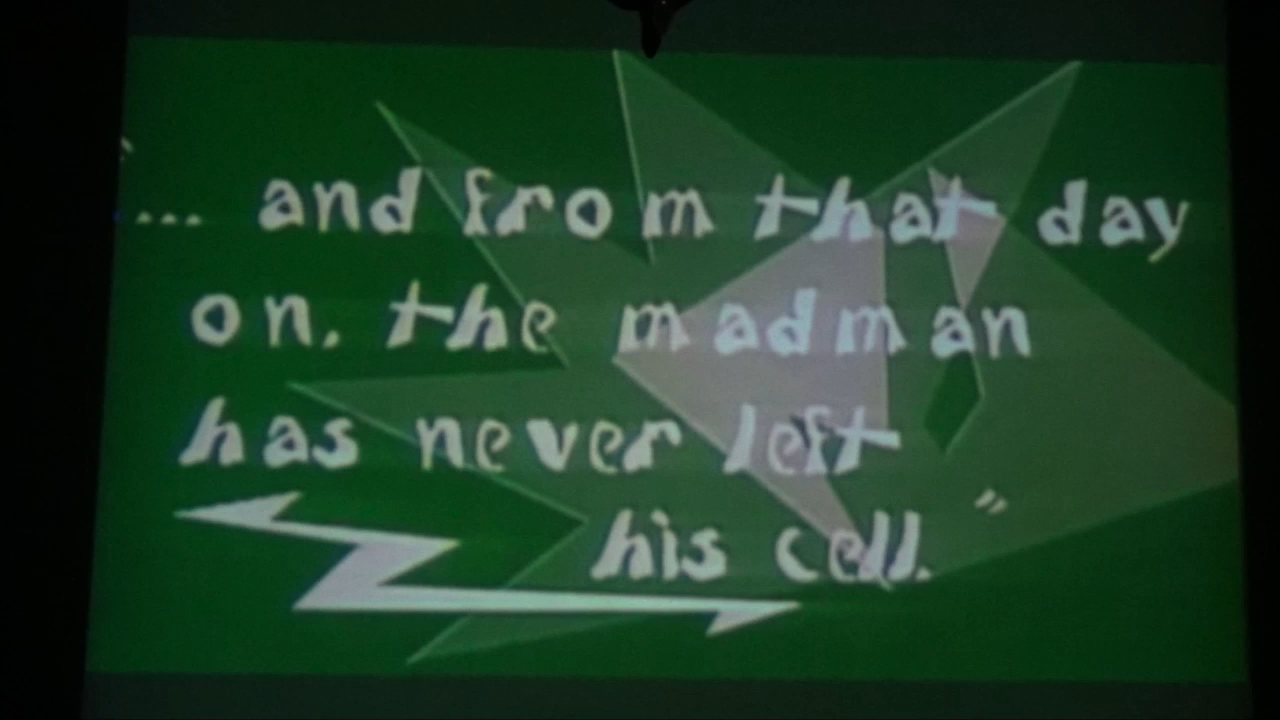 "... and from that day
on, the madman
has never left
his cell."